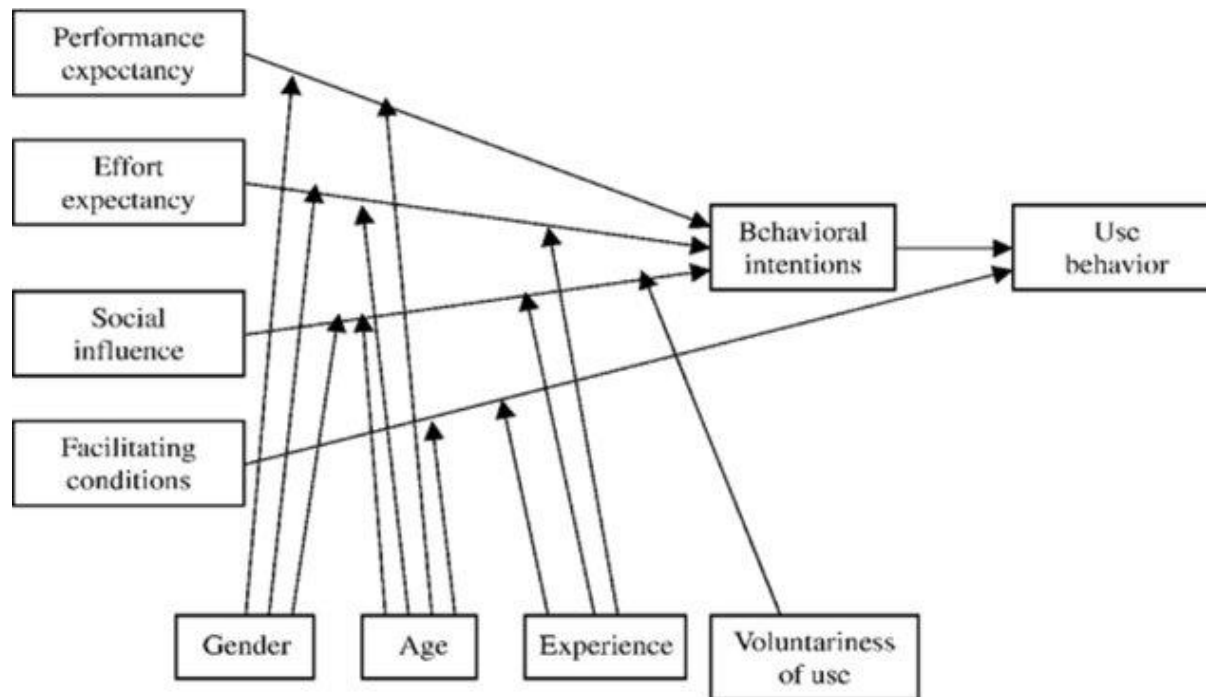 Performance
expectancy
Effort
expectancy
Social
influence
Facilitating
conditions
Behavioral
intentions
Use
behavior
Gender
Age
Experience
Voluntariness
of use